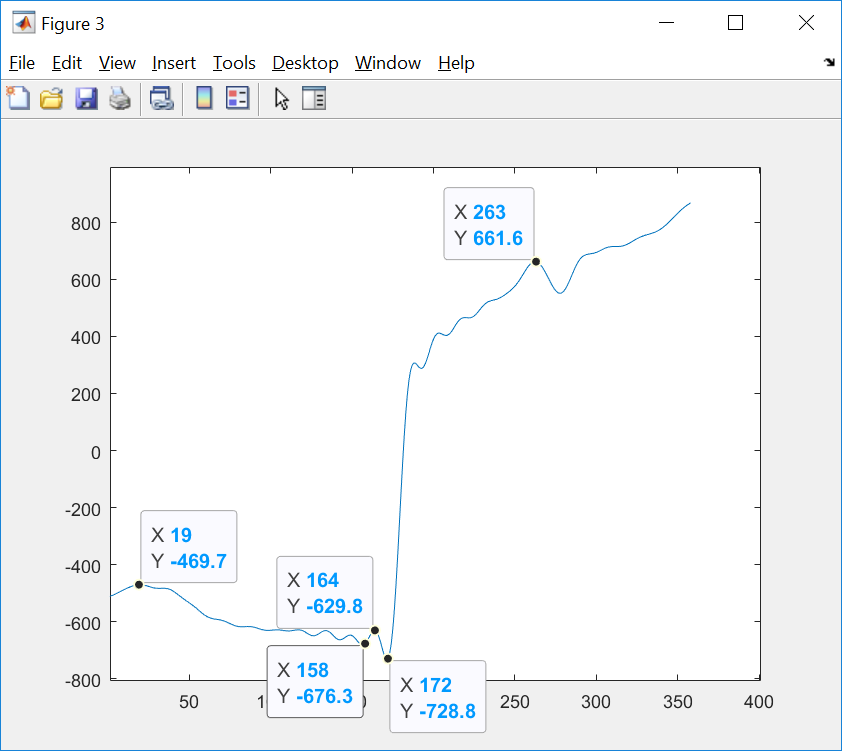 Figure 3
File Edit View Insert Tools Desktop Window Help
X 263
Y 661.6
800
600
400
200
0
-200
-400
-600
-800
X 19
Y -469.7
X 164
Y -629.8
X 158
Y -676.3
X 172
Y -728.8
50
250
300
350
400